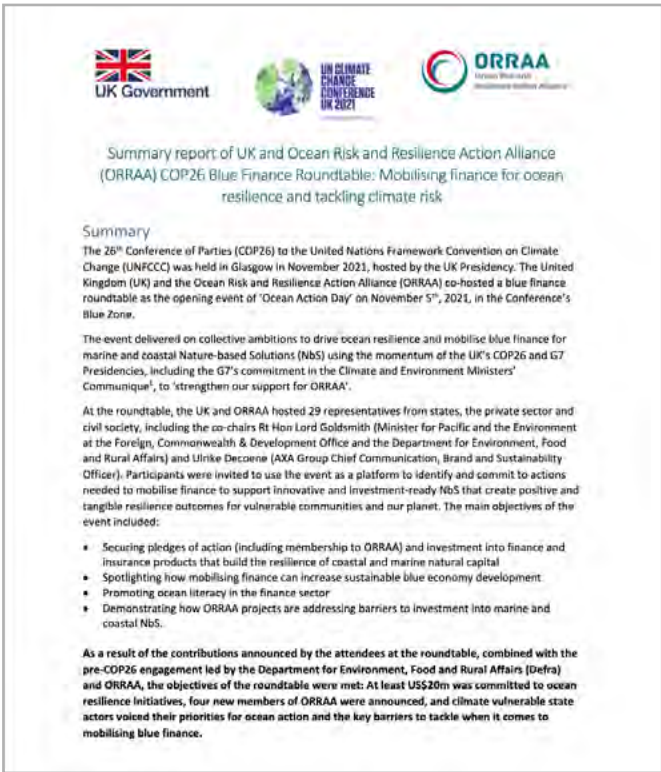 UK Government
UN CLIMATE
CHANGE
CONFERENCE
UK 2021
ORRAA
Ocean Risk and
Resilience Action Alliance
Summary report of UK and Ocean Risk and Resilience Action Alliance
(ORRAA) COP26 Blue Finance Roundtable: Mobilising finance for ocean
resilience and tackling climate risk
Summary
The 26th Conference of Parties (COP26) to the United Nations Framework Convention on Climate
Change (UNFCCC) was held in Glasgow in November 2021, hosted by the UK Presidency. The United
Kingdom (UK) and the Ocean Risk and Resilience Action Alliance (ORRAA) co-hosted a blue finance
roundtable as the opening event of ‘Ocean Action Day’ on November 5th, 2021, in the Conference’s
Blue Zone.
The event delivered on collective ambitions to drive ocean resilience and mobilise blue finance for
marine and coastal Nature-based Solutions (NbS) using the momentum of the UK’s COP26 and G7
Presidencies, including the G7’s commitment in the Climate and Environment Ministers’
Communique¹, to ‘strengthen our support for ORRAA’.
At the roundtable, the UK and ORRAA hosted 29 representatives from states, the private sector and
civil society, including the co-chairs Rt Hon Lord Goldsmith (Minister for Pacific and the Environment
at the Foreign, Commonwealth & Development Office and the Department for Environment, Food
and Rural Affairs) and Ulrike Decoene (AXA Group Chief Communication, Brand and Sustainability
Officer). Participants were invited to use the event as a platform to identify and commit to actions
needed to mobilise finance to support innovative and investment-ready NbS that create positive and
tangible resilience outcomes for vulnerable communities and our planet. The main objectives of the
event included:
• Securing pledges of action (including membership to ORRAA) and investment into finance and
insurance products that build the resilience of coastal and marine natural capital
• Spotlighting how mobilising finance can increase sustainable blue economy development
• Promoting ocean literacy in the finance sector
• Demonstrating how ORRAA projects are addressing barriers to investment into marine and
coastal NbS.
As a result of the contributions announced by the attendees at the roundtable, combined with the
pre-COP26 engagement led by the Department for Environment, Food and Rural Affairs (Defra)
and ORRAA, the objectives of the roundtable were met: At least US$20m was committed to ocean
resilience initiatives, four new members of ORRAA were announced, and climate vulnerable state
actors voiced their priorities for ocean action and the key barriers to tackle when it comes to
mobilising blue finance.